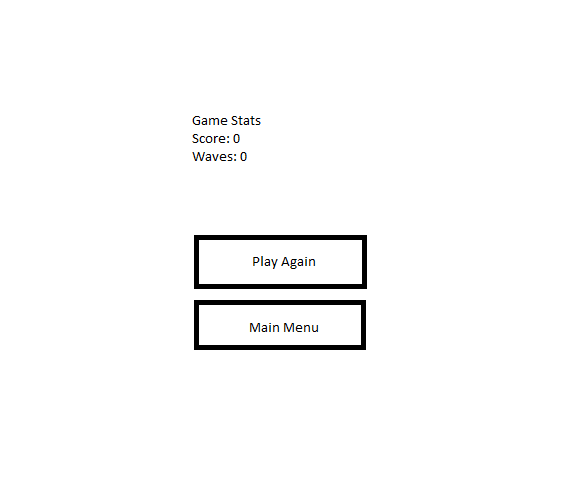 Game Stats
Score: 0
Waves: 0
Play Again
Main Menu